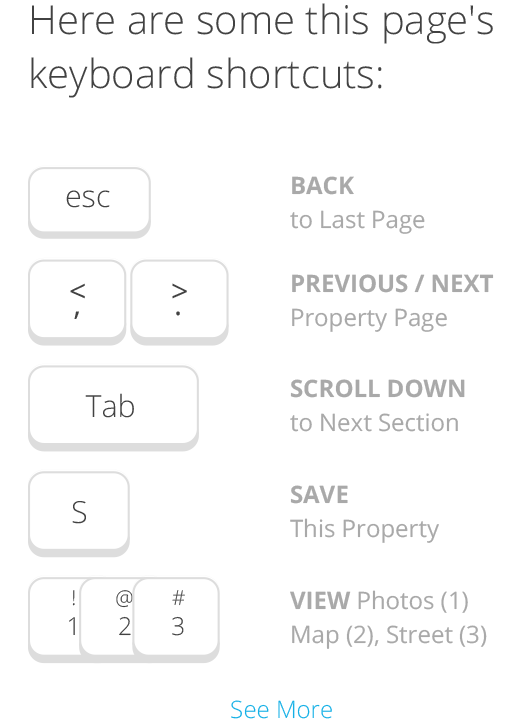 Here are some this page's
keyboard shortcuts:
esc
BACK
to Last Page
< >
, .
PREVIOUS / NEXT
Property Page
Tab
SCROLL DOWN
to Next Section
S
SAVE
This Property
! @ #
1 2 3
VIEW Photos (1)
Map (2), Street (3)
See More